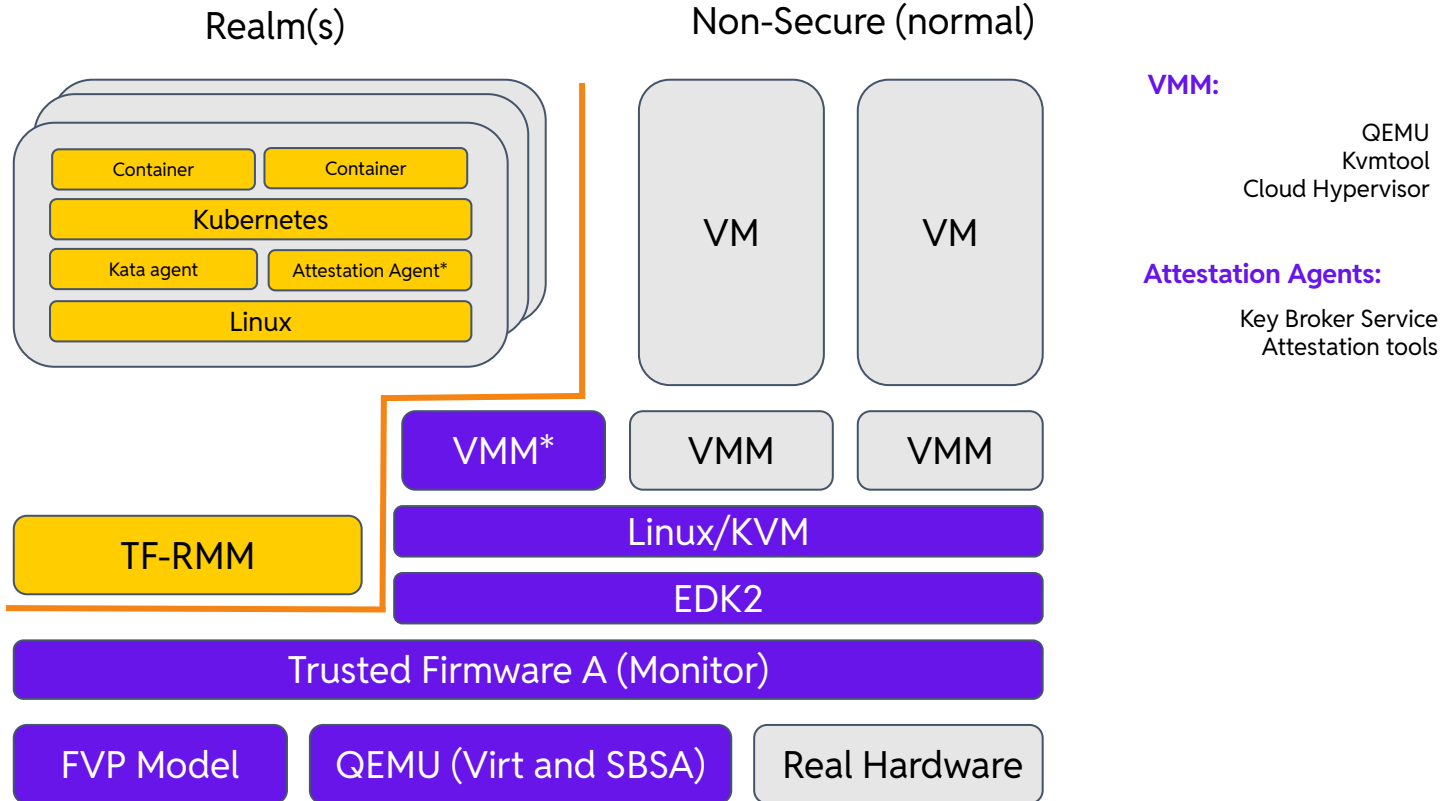 Realm(s)
Non-Secure (normal)
Container
Container
Kubernetes
Kata agent
Attestation Agent*
Linux
VM
VM
VMM:
QEMU
Kvmtool
Cloud Hypervisor
Attestation Agents:
Key Broker Service
Attestation tools
VMM*
VMM
VMM
TF-RMM
Linux/KVM
EDK2
Trusted Firmware A (Monitor)
FVP Model
QEMU (Virt and SBSA)
Real Hardware